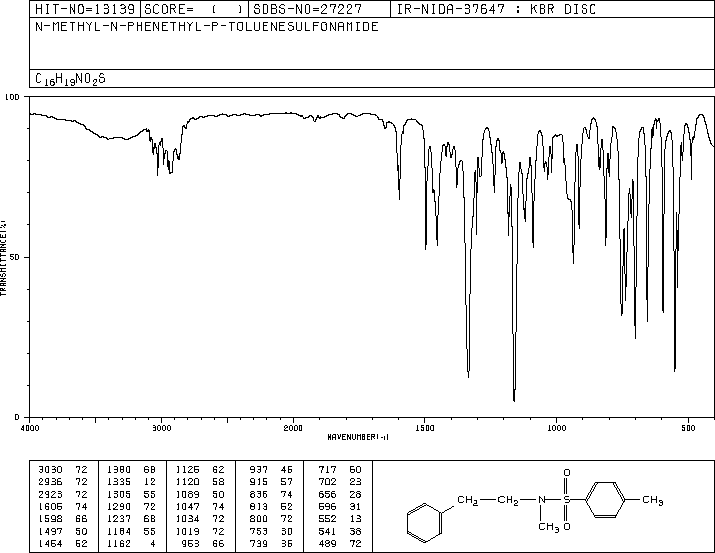 HIT-NO=13139 SCORE= ( ) SDBS-NO=27227 IR-NIDA-37647 : KBR DISC
N-METHYL-N-PHENETHYL-P-TOLUENESULFONAMIDE
C16H19NO2S
100
50
0
TRANSMITTANCE(%)
4000 3000 2000 1500 1000 500
WAVENUMBER(-1)
3030 72 1380 68 1126 62 937 46 717 60
2936 72 1335 12 1120 58 915 57 702 23
2923 72 1305 55 1089 50 836 74 656 28
1605 74 1290 72 1047 74 813 52 596 31
1598 66 1237 68 1034 72 800 72 552 13
1497 50 1184 55 1019 72 753 30 541 38
1454 52 1162 4 953 66 739 35 489 72
O
CH2 CH2 N S CH3
CH3 O